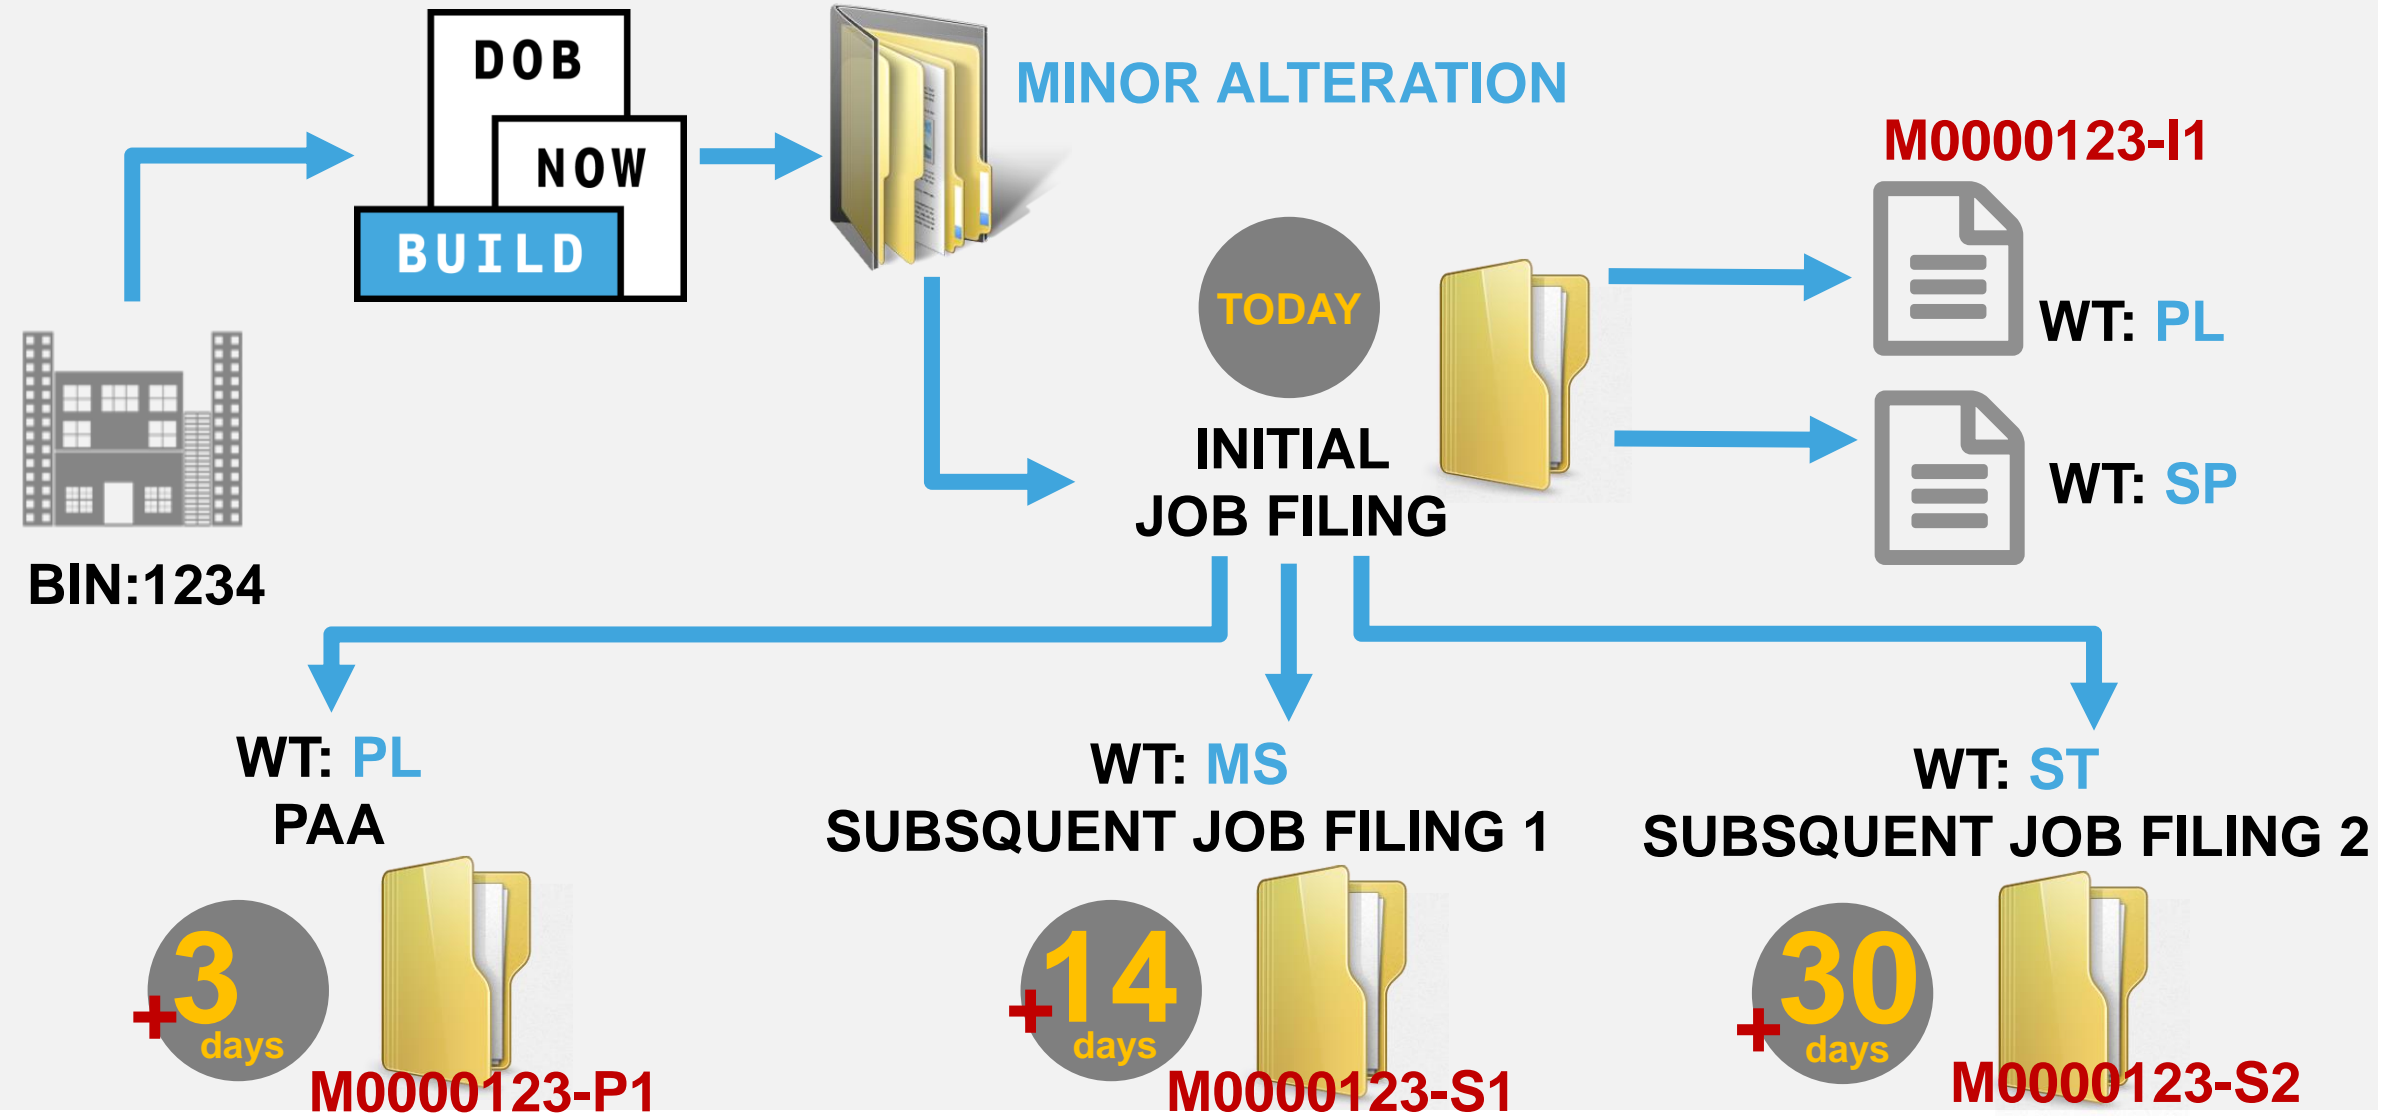 DOB
NOW
BUILD
MINOR ALTERATION
M0000123-I1
TODAY
WT: PL
INITIAL
JOB FILING
WT: SP
BIN:1234
WT: PL
PAA
WT: MS
SUBSQUENT JOB FILING 1
WT: ST
SUBSQUENT JOB FILING 2
+3
days
M0000123-P1
+14
days
M0000123-S1
+30
days
M0000123-S2